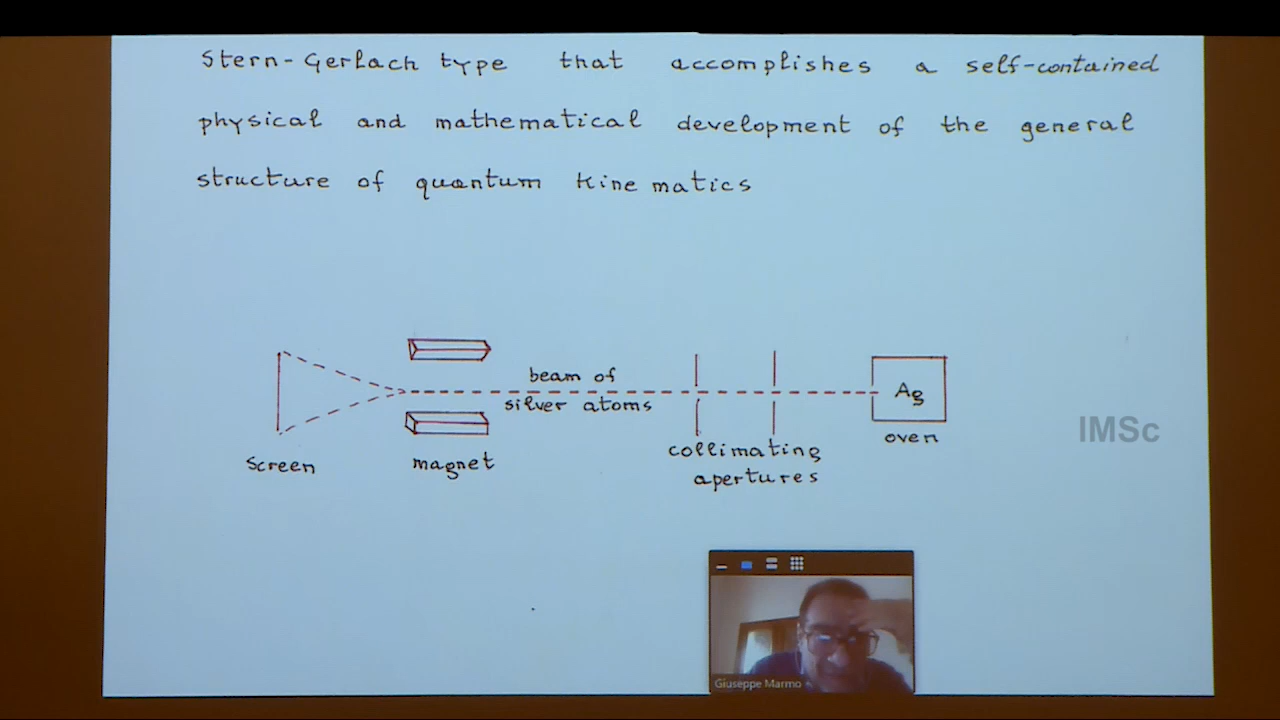 Stern-Gerlach type that accomplishes a self-contained
physical and mathematical development of the general
structure of quantum Kinematics
beam of
silver atoms
Ag
oven
collimating
apertures
screen
magnet
IMSc
Giuseppe Marmo